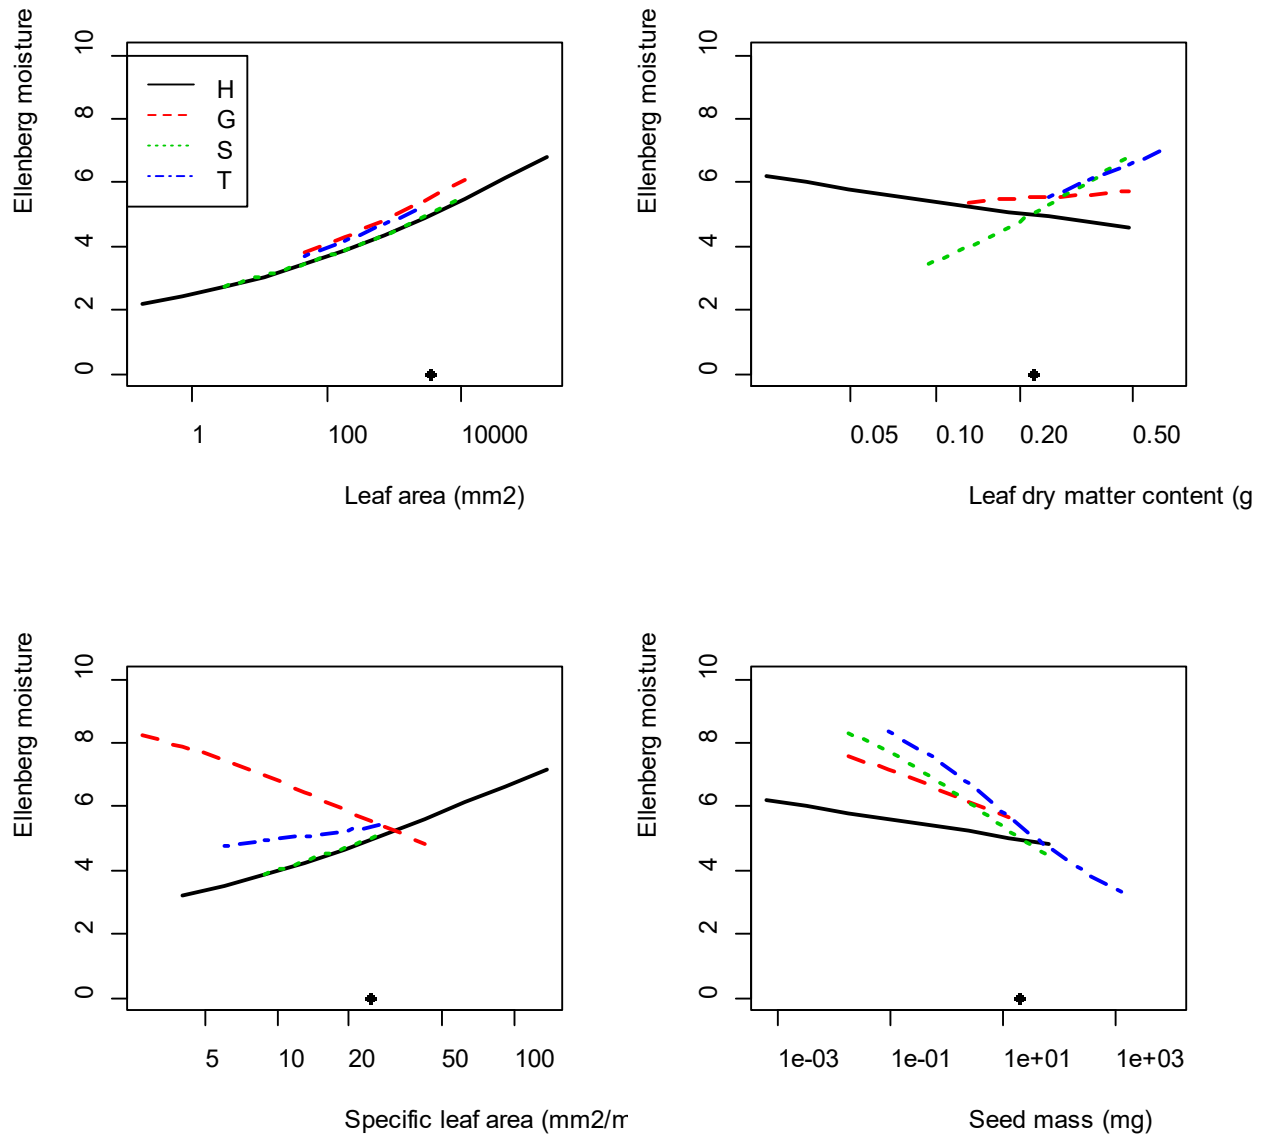 Ellenberg moisture
0
2
4
6
8
10
H
G
S
T
1
100
10000
Leaf area (mm2)
Ellenberg moisture
0
2
4
6
8
10
0.05
0.10
0.20
0.50
Leaf dry matter content (g
Ellenberg moisture
0
2
4
6
8
10
5
10
20
50
100
Specific leaf area (mm2/m
Ellenberg moisture
0
2
4
6
8
10
1e-03
1e-01
1e+01
1e+03
Seed mass (mg)